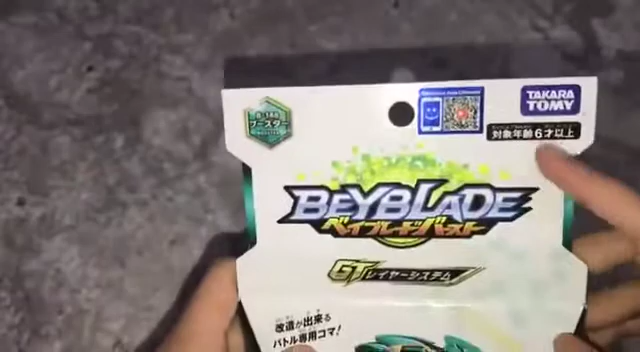 ブースター
BOOSTER
TAKARA
TOMY
対象年齢6才以上
BEYBLADE
ベイブレードバースト
GTレイヤーシステム
改造が出来る
バトル専用コマ!